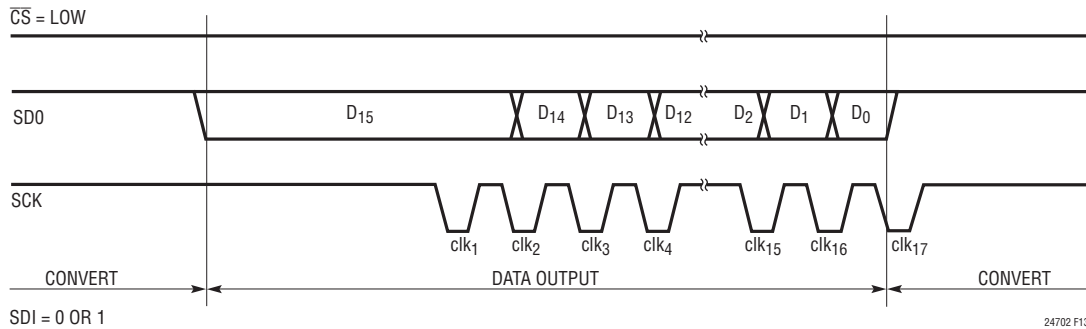 CS = LOW
SD0
D15 D14 D13 D12 D2 D1 D0
SCK
clk1 clk2 clk3 clk4 clk15 clk16 clk17
CONVERT DATA OUTPUT CONVERT
SDI = 0 OR 1
24702 F13